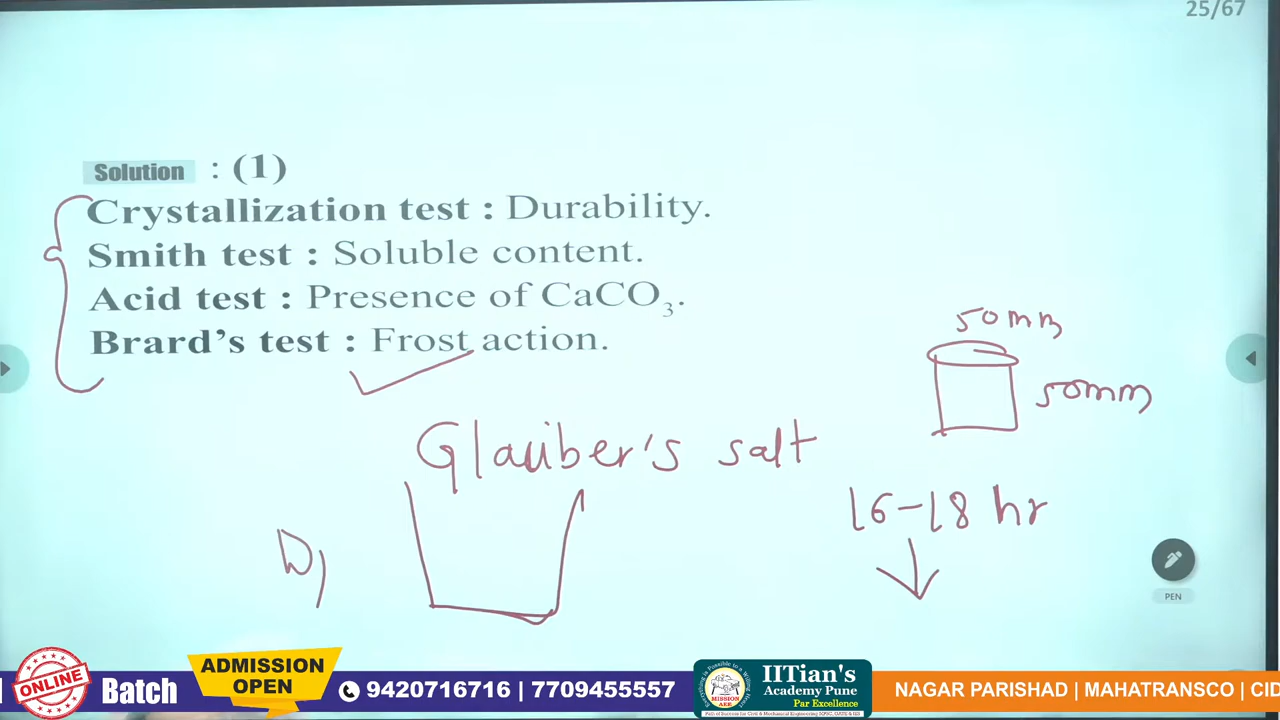 25/67
Solution : (1)
Crystallization test : Durability.
Smith test : Soluble content.
Acid test : Presence of CaCO₃.
Brard's test : Frost action.
50mm
50mm
Glauber's salt
16-18 hr
D)
PEN
ONLINE
Batch
ADMISSION
OPEN
9420716716 | 7709455557
MISSION
AEE
IITian's
Academy Pune
Par Excellence
NAGAR PARISHAD | MAHATRANSCO | CID